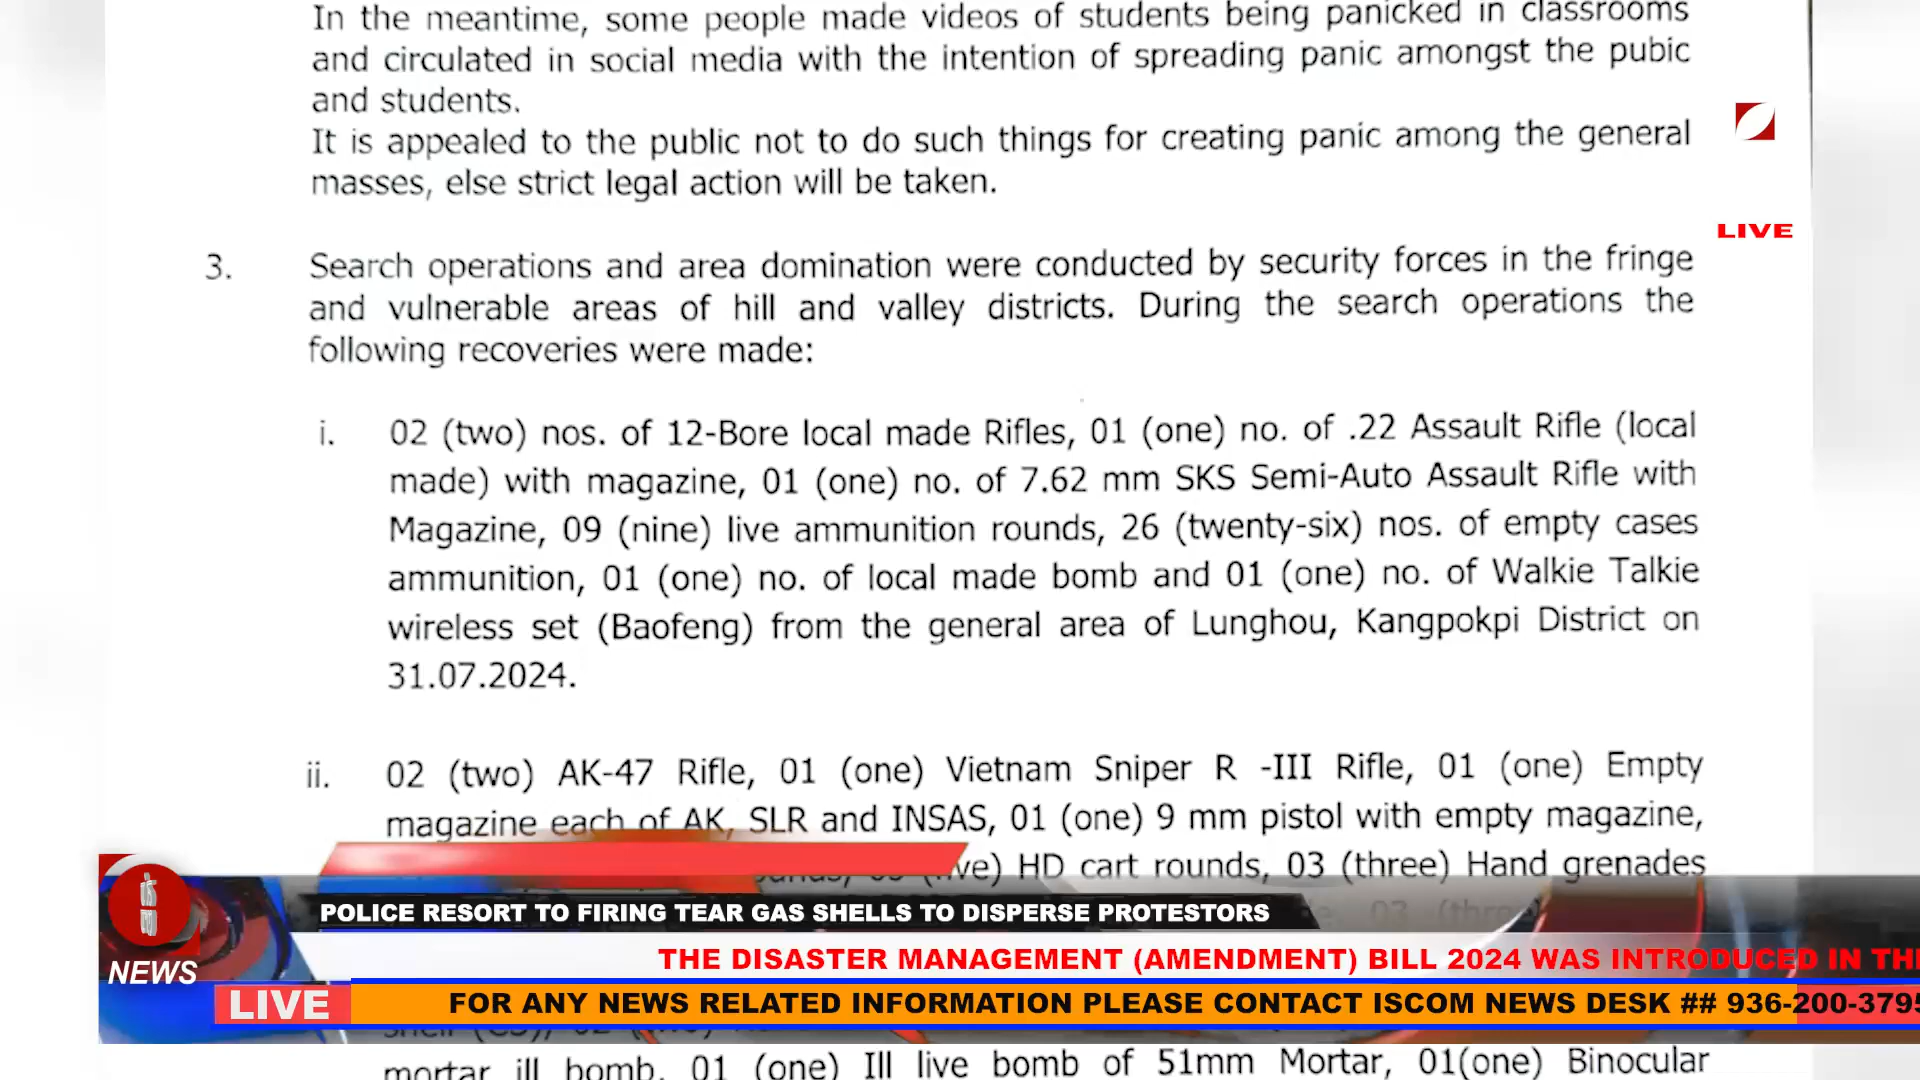 In the meantime, some people made videos of students being panicked in classrooms
and circulated in social media with the intention of spreading panic amongst the pubic
and students.
It is appealed to the public not to do such things for creating panic among the general
masses, else strict legal action will be taken.
LIVE
3. Search operations and area domination were conducted by security forces in the fringe
and vulnerable areas of hill and valley districts. During the search operations the
following recoveries were made:
i. 02 (two) nos. of 12-Bore local made Rifles, 01 (one) no. of .22 Assault Rifle (local
made) with magazine, 01 (one) no. of 7.62 mm SKS Semi-Auto Assault Rifle with
Magazine, 09 (nine) live ammunition rounds, 26 (twenty-six) nos. of empty cases
ammunition, 01 (one) no. of local made bomb and 01 (one) no. of Walkie Talkie
wireless set (Baofeng) from the general area of Lunghou, Kangpokpi District on
31.07.2024.
ii. 02 (two) AK-47 Rifle, 01 (one) Vietnam Sniper R -III Rifle, 01 (one) Empty
magazine each of AK, SLR and INSAS, 01 (one) 9 mm pistol with empty magazine,
HD cart rounds, 03 (three) Hand grenades
POLICE RESORT TO FIRING TEAR GAS SHELLS TO DISPERSE PROTESTORS
THE DISASTER MANAGEMENT (AMENDMENT) BILL 2024 WAS INTRODUCED IN
NEWS
LIVE
FOR ANY NEWS RELATED INFORMATION PLEASE CONTACT ISCOM NEWS DESK ## 936-200-3795
mortar ill bomb, 01 (one) Ill live bomb of 51mm Mortar, 01(one) Binocular